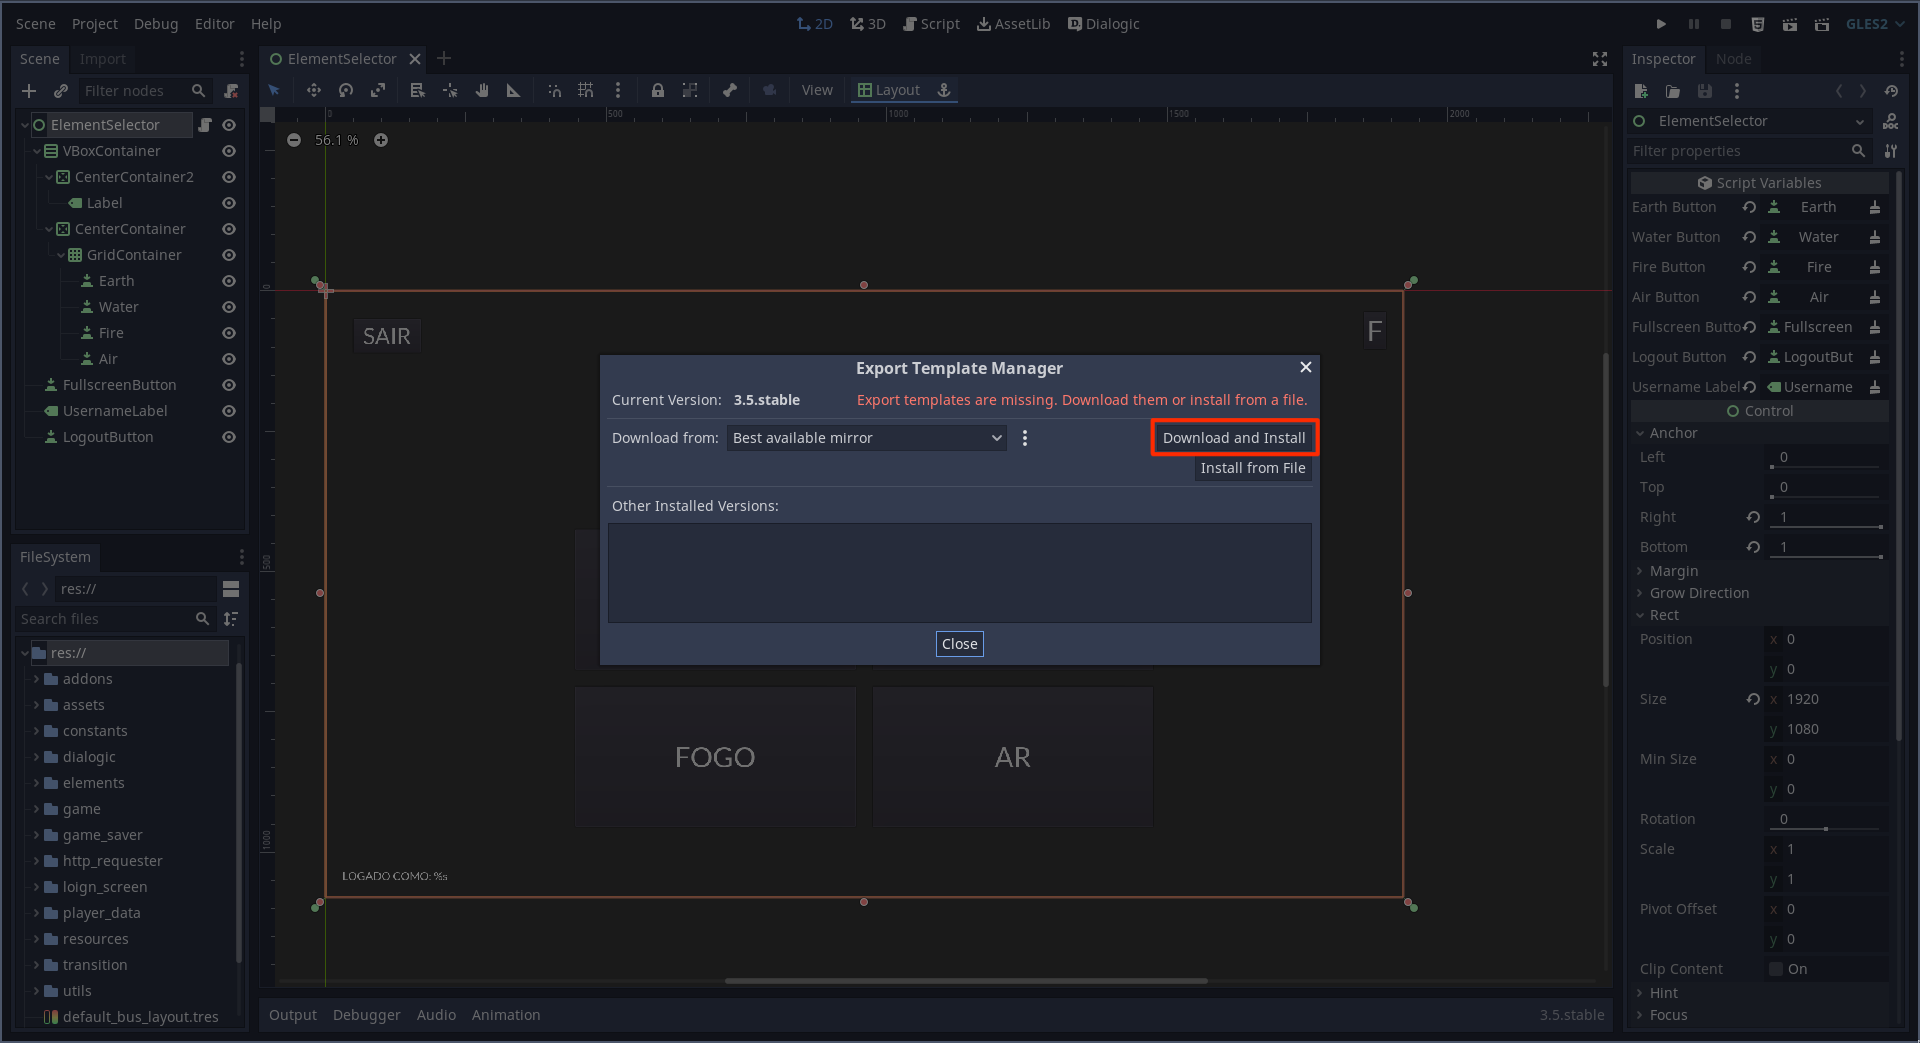 Scene Project Debug Editor Help
2D 3D Script AssetLib Dialogic
GLES2
Scene Import
Filter nodes
ElementSelector
VBoxContainer
CenterContainer2
Label
CenterContainer
GridContainer
Earth
Water
Fire
Air
FullscreenButton
UsernameLabel
LogoutButton
FileSystem
res://
Search files
res://
addons
assets
constants
dialogic
elements
game
game_saver
http_requester
loign_screen
player_data
resources
transition
utils
default_bus_layout.tres
ElementSelector
View Layout
0 500 1000 1500 2000
56.1 %
0
500
1000
SAIR
F
Export Template Manager
Current Version: 3.5.stable Export templates are missing. Download them or install from a file.
Download from: Best available mirror Download and Install
Install from File
Other Installed Versions:
Close
FOGO AR
LOGADO COMO: %s
Output Debugger Audio Animation 3.5.stable
Inspector Node
ElementSelector
DOC
Filter properties
Script Variables
Earth Button Earth
Water Button Water
Fire Button Fire
Air Button Air
Fullscreen Butto Fullscreen
Logout Button LogoutBut
Username Label Username
Control
Anchor
Left 0
Top 0
Right 1
Bottom 1
Margin
Grow Direction
Rect
Position x 0
y 0
Size x 1920
y 1080
Min Size x 0
y 0
Rotation 0
Scale x 1
y 1
Pivot Offset x 0
y 0
Clip Content On
Hint
Focus